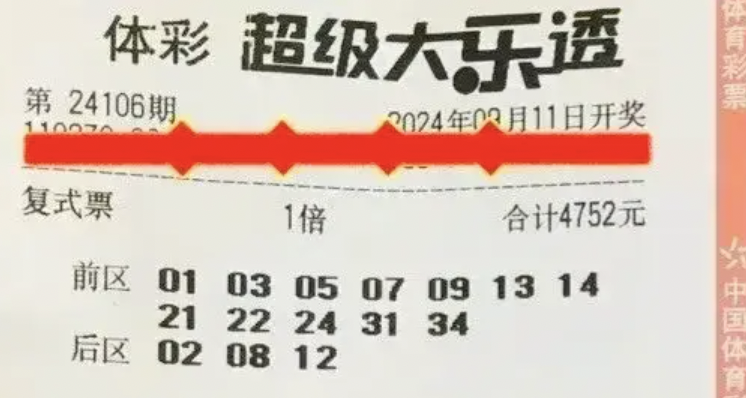 体彩 超级大乐透
第 24106期 2024年09月11日开奖
复式票 1倍 合计4752元
前区 01 03 05 07 09 13 14
21 22 24 31 34
后区 02 08 12
体育彩票
中国体育